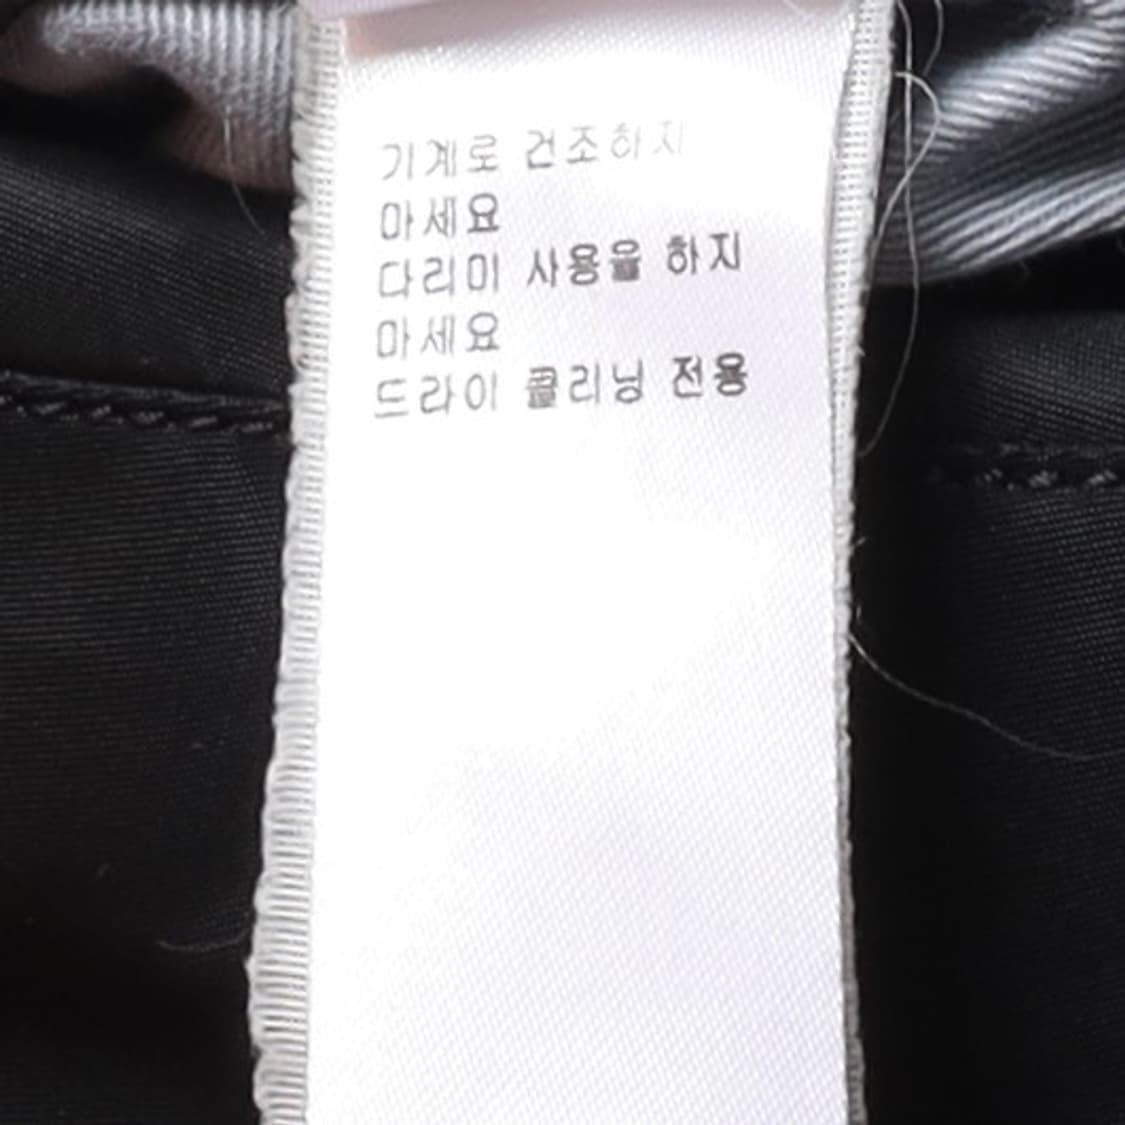 기계로 건조하지
마세요
다리미 사용을 하지
마세요
드라이 클리닝 전용